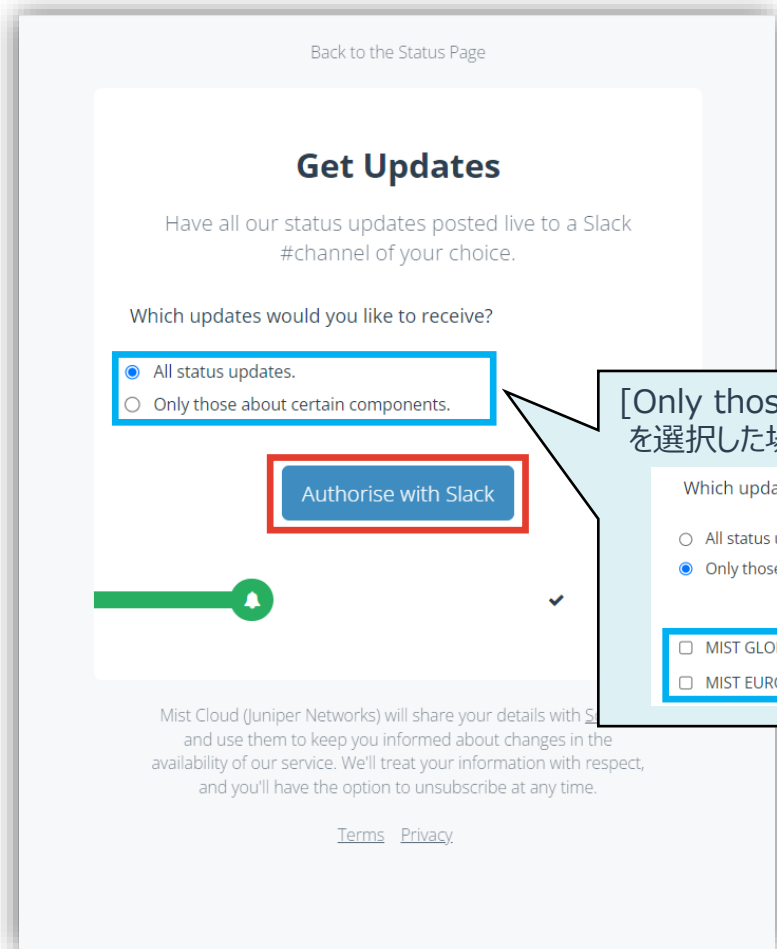 Back to the Status Page
Get Updates
Have all our status updates posted live to a Slack
#channel of your choice.
Which updates would you like to receive?
All status updates.
Only those about certain components.
Authorise with Slack
[Only those
を選択した
Which
All status
Only those
MIST
MIST
Mist Cloud (Juniper Networks) will share your details with
and use them to keep you informed about changes in the
availability of our service. We'll treat your information with respect,
and you'll have the option to unsubscribe at any time.
Terms Privacy